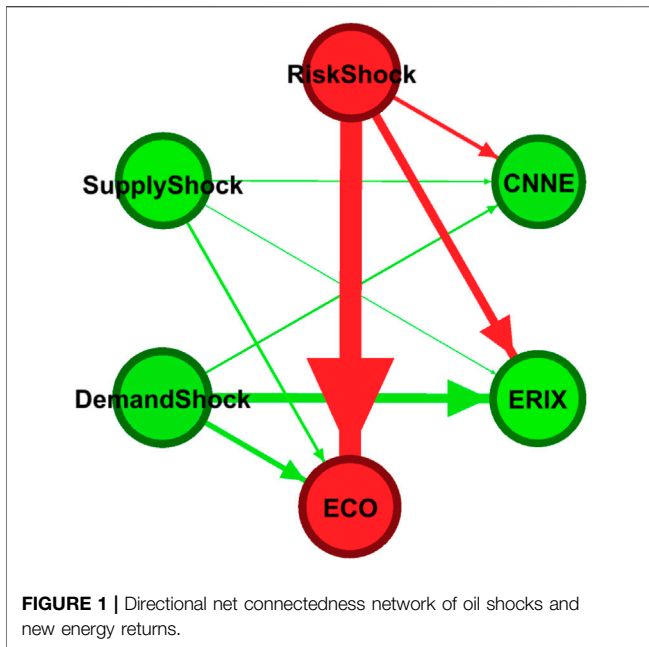 RiskShock
SupplyShock
CNNE
DemandShock
ERIX
ECO
FIGURE 1 | Directional net connectedness network of oil shocks and
new energy returns.